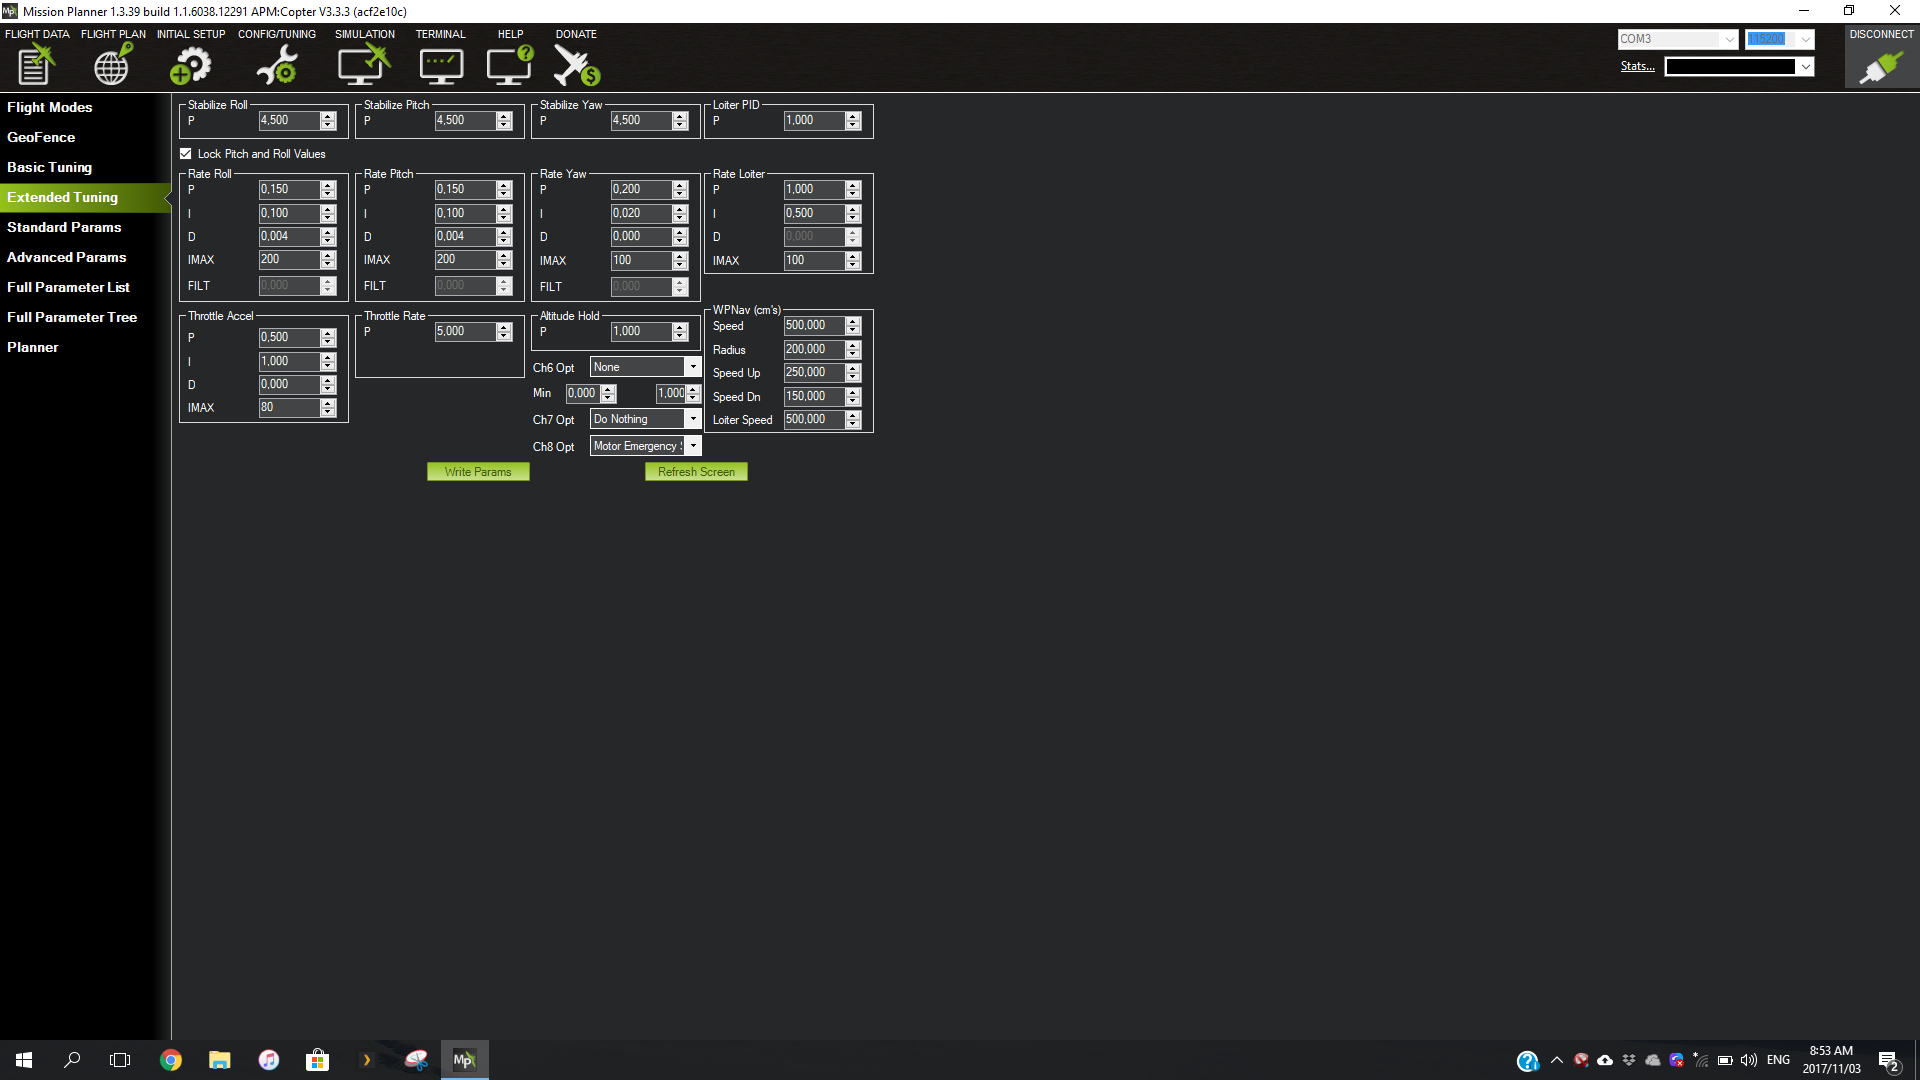 Mission Planner 1.3.39 build 1.1.6038.12291 APM:Copter V3.3.3 (acf2e10c)
FLIGHT DATA FLIGHT PLAN INITIAL SETUP CONFIG/TUNING SIMULATION TERMINAL HELP DONATE
COM3 115200 DISCONNECT
Stats...
Flight Modes
GeoFence
Basic Tuning
Extended Tuning
Standard Params
Advanced Params
Full Parameter List
Full Parameter Tree
Planner
Stabilize Roll
P 4,500
Stabilize Pitch
P 4,500
Stabilize Yaw
P 4,500
Loiter PID
P 1,000
Lock Pitch and Roll Values
Rate Roll
P 0,150
I 0,100
D 0,004
IMAX 200
FILT 0,000
Rate Pitch
P 0,150
I 0,100
D 0,004
IMAX 200
FILT 0,000
Rate Yaw
P 0,200
I 0,020
D 0,000
IMAX 100
FILT 0,000
Rate Loiter
P 1,000
I 0,500
D 0,000
IMAX 100
Throttle Accel
P 0,500
I 1,000
D 0,000
IMAX 80
Throttle Rate
P 5,000
Altitude Hold
P 1,000
Ch6 Opt None
Min 0,000 1,000
Ch7 Opt Do Nothing
Ch8 Opt Motor Emergency
WPNav (cm's)
Speed 500,000
Radius 200,000
Speed Up 250,000
Speed Dn 150,000
Loiter Speed 500,000
Write Params Refresh Screen
Mp
ENG
8:53 AM
2017/11/03
2